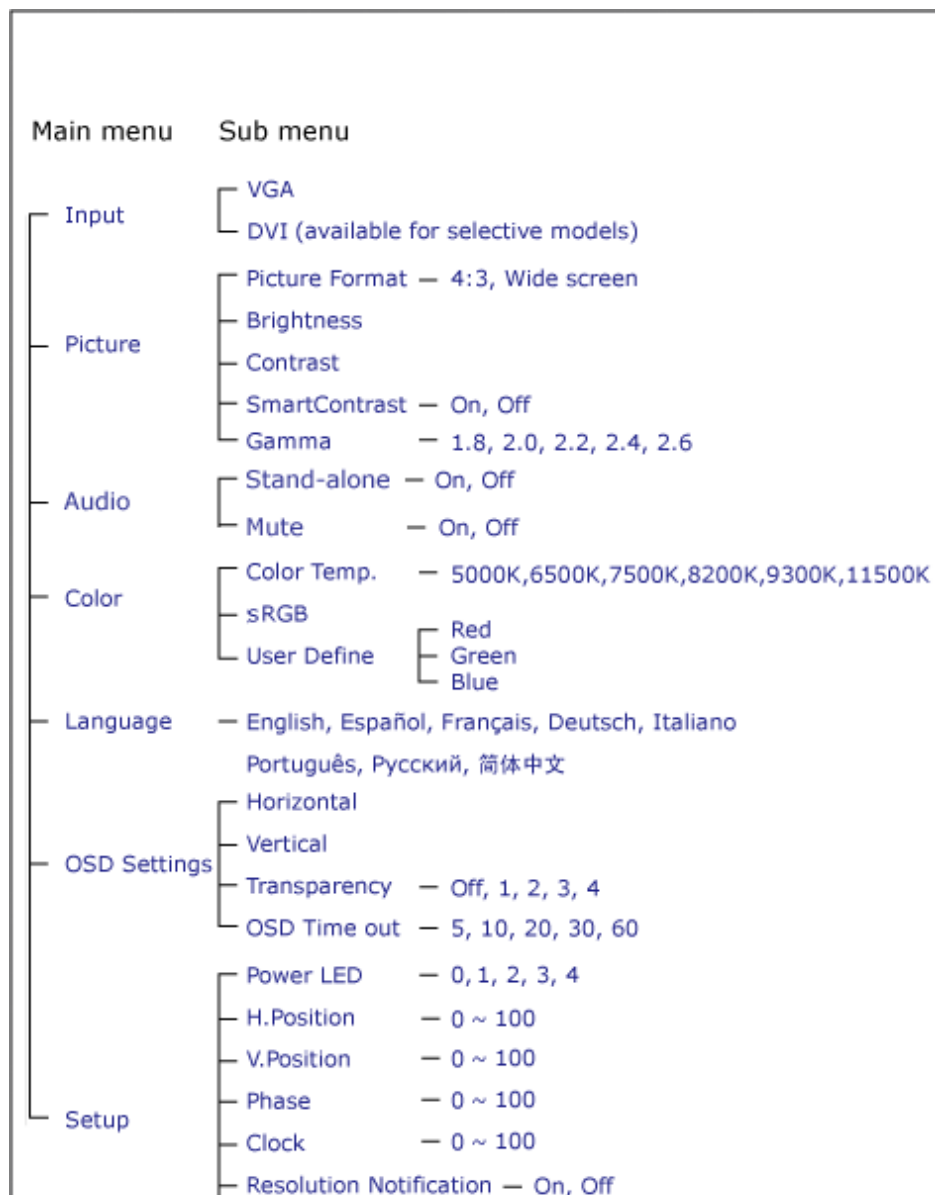 Main menu Sub menu
Input
VGA
DVI (available for selective models)
Picture
Picture Format — 4:3, Wide screen
Brightness
Contrast
SmartContrast — On, Off
Gamma — 1.8, 2.0, 2.2, 2.4, 2.6
Audio
Stand-alone — On, Off
Mute — On, Off
Color
Color Temp. — 5000K,6500K,7500K,8200K,9300K,11500K
sRGB
User Define
Red
Green
Blue
Language — English, Español, Français, Deutsch, Italiano
Português, Русский, 简体中文
OSD Settings
Horizontal
Vertical
Transparency — Off, 1, 2, 3, 4
OSD Time out — 5, 10, 20, 30, 60
Setup
Power LED — 0, 1, 2, 3, 4
H.Position — 0 ~ 100
V.Position — 0 ~ 100
Phase — 0 ~ 100
Clock — 0 ~ 100
Resolution Notification — On, Off